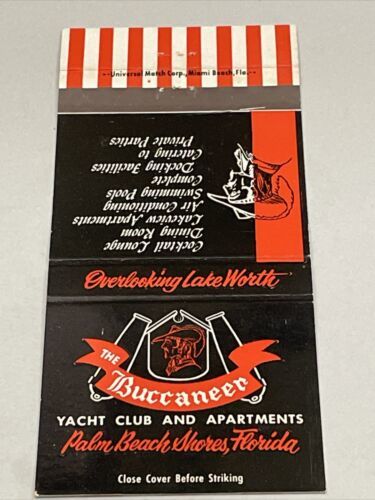 --Universal Match Corp., Miami Beach, Fla.--
Cocktail Lounge
Dining Room
Lakeview Apartments
Air Conditioning
Swimming Pools
Complete
Docking Facilities
Catering to
Private Parties
Overlooking Lake Worth
THE
Buccaneer
YACHT CLUB AND APARTMENTS
Palm Beach Shores, Florida
Close Cover Before Striking